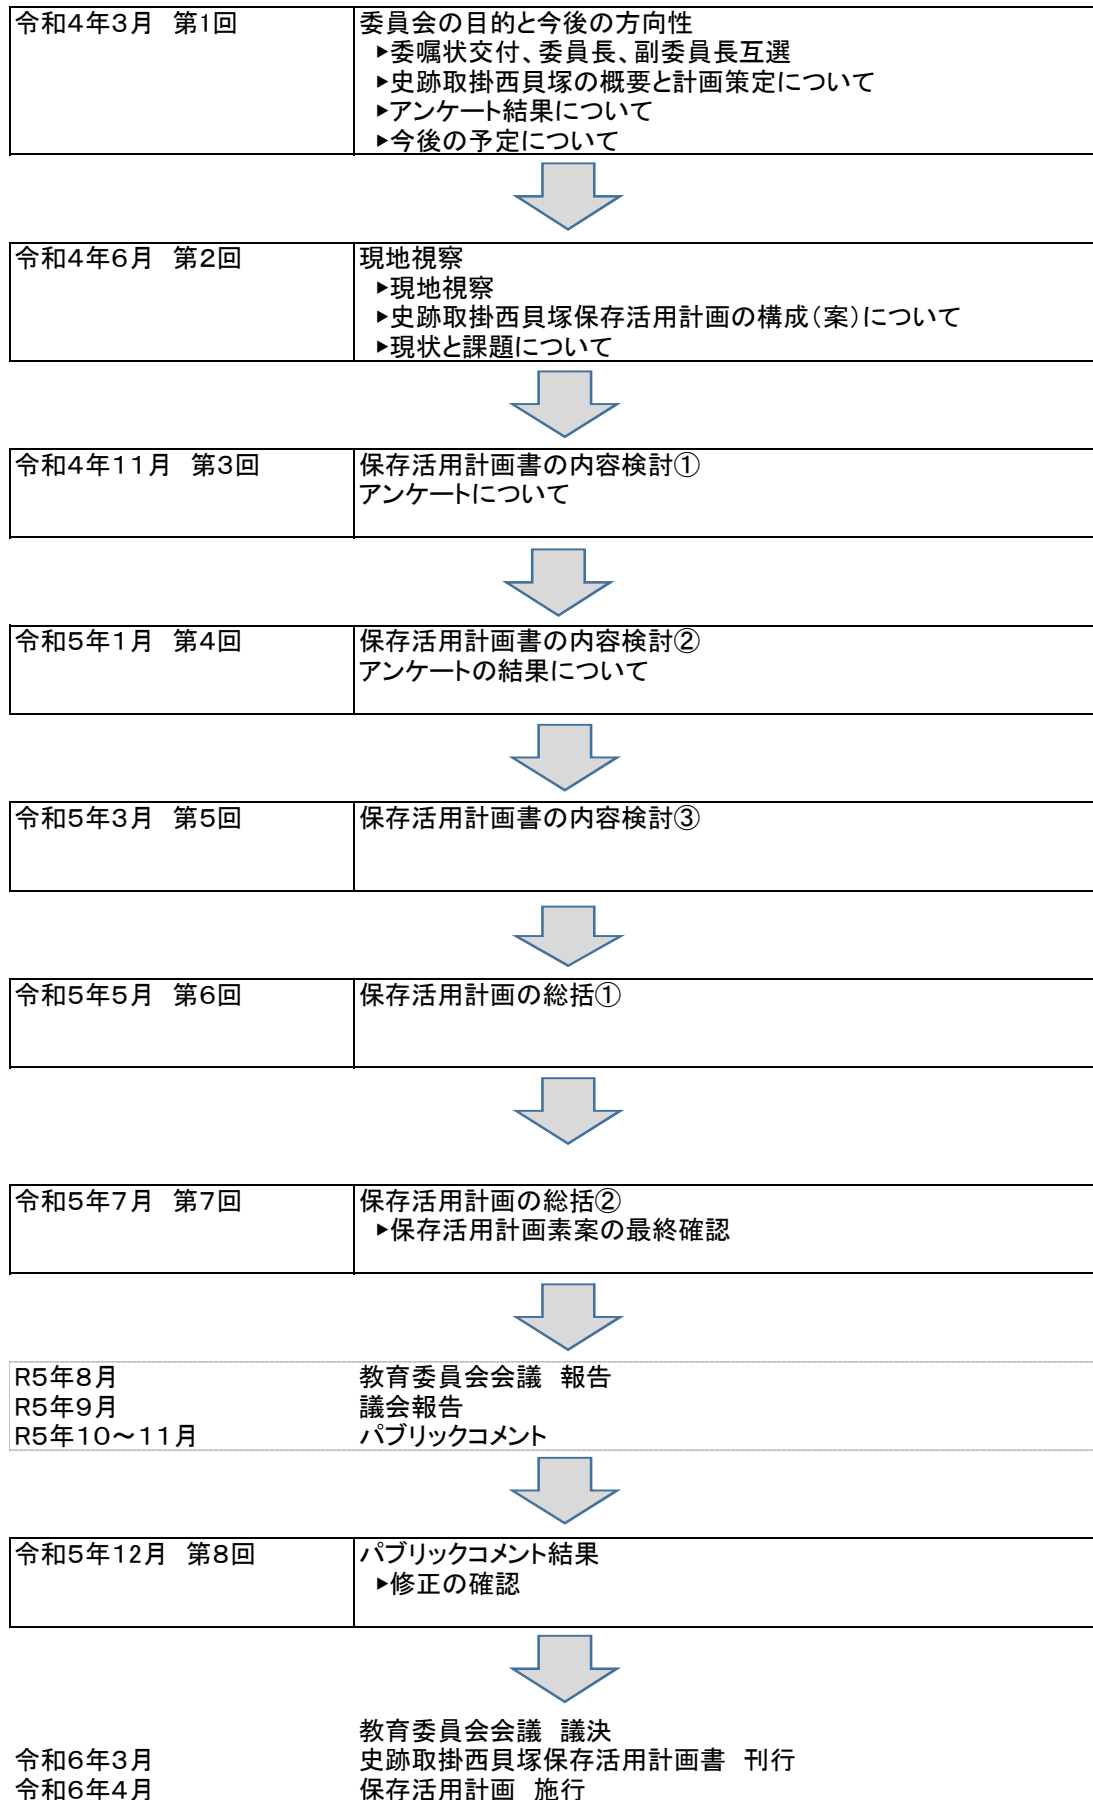 令和4年3月　第1回　委員会の目的と今後の方向性
▶委嘱状交付、委員長、副委員長互選
▶史跡取掛西貝塚の概要と計画策定について
▶アンケート結果について
▶今後の予定について
令和4年6月　第2回　現地視察
▶現地視察
▶史跡取掛西貝塚保存活用計画の構成（案）について
▶現状と課題について
令和4年11月　第3回　保存活用計画書の内容検討①
アンケートについて
令和5年1月　第4回　保存活用計画書の内容検討②
アンケートの結果について
令和5年3月　第5回　保存活用計画書の内容検討③
令和5年5月　第6回　保存活用計画の総括①
令和5年7月　第7回　保存活用計画の総括②
▶保存活用計画素案の最終確認
R5年8月　教育委員会会議　報告
R5年9月　議会報告
R5年10～11月　パブリックコメント
令和5年12月　第8回　パブリックコメント結果
▶修正の確認
教育委員会会議　議決
令和6年3月　史跡取掛西貝塚保存活用計画書　刊行
令和6年4月　保存活用計画　施行